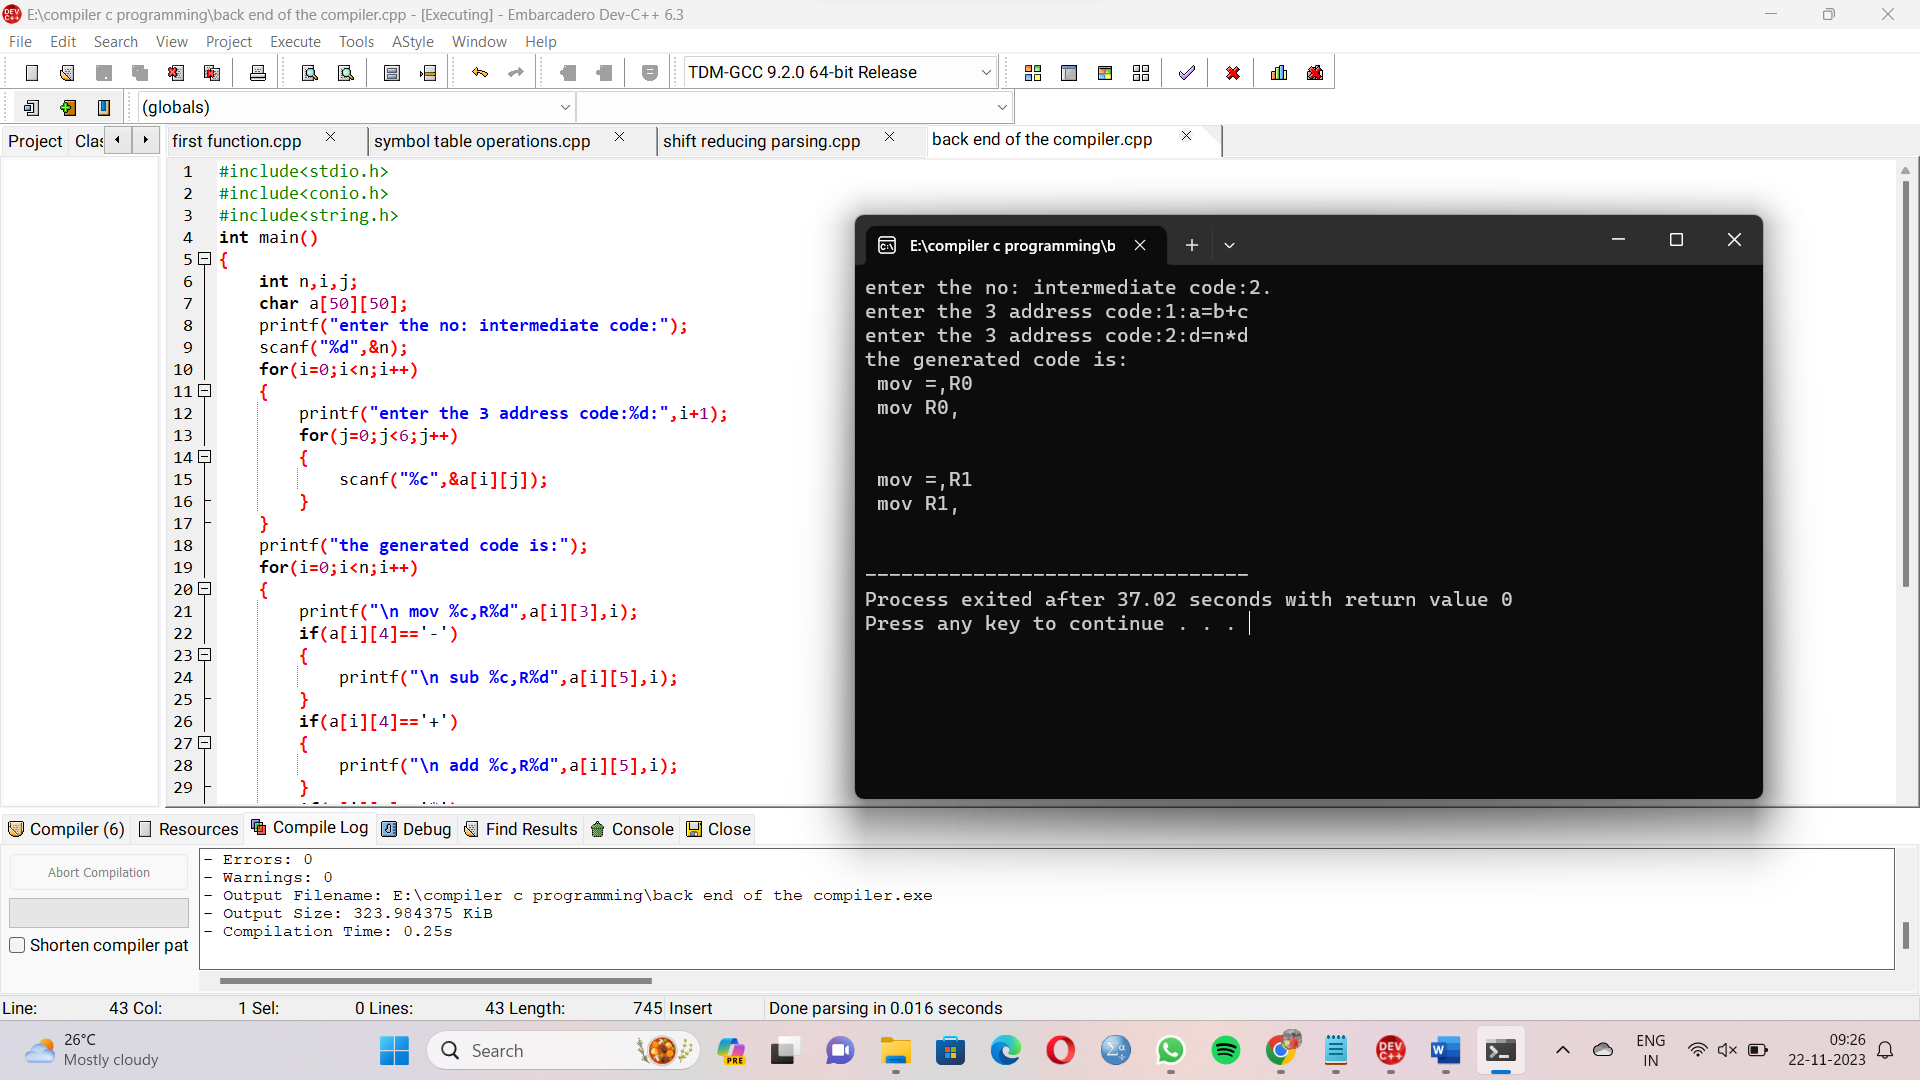 E:\compiler c programming\back end of the compiler.cpp - [Executing] - Embarcadero Dev-C++ 6.3
File Edit Search View Project Execute Tools AStyle Window Help
TDM-GCC 9.2.0 64-bit Release
(globals)
Project Clas first function.cpp symbol table operations.cpp shift reducing parsing.cpp back end of the compiler.cpp
1 #include<stdio.h>
2 #include<conio.h>
3 #include<string.h>
4 int main()
5 {
6 int n,i,j;
7 char a[50][50];
8 printf("enter the no: intermediate code:");
9 scanf("%d",&n);
10 for(i=0;i<n;i++)
11 {
12 printf("enter the 3 address code:%d:",i+1);
13 for(j=0;j<6;j++)
14 {
15 scanf("%c",&a[i][j]);
16 }
17 }
18 printf("the generated code is:");
19 for(i=0;i<n;i++)
20 {
21 printf("\n mov %c,R%d",a[i][3],i);
22 if(a[i][4]=='-')
23 {
24 printf("\n sub %c,R%d",a[i][5],i);
25 }
26 if(a[i][4]=='+')
27 {
28 printf("\n add %c,R%d",a[i][5],i);
29 }
E:\compiler c programming\b
enter the no: intermediate code:2.
enter the 3 address code:1:a=b+c
enter the 3 address code:2:d=n*d
the generated code is:
mov =,R0
mov R0,
mov =,R1
mov R1,
--------------------------------
Process exited after 37.02 seconds with return value 0
Press any key to continue . . .
Compiler (6) Resources Compile Log Debug Find Results Console Close
Abort Compilation
Shorten compiler pat
- Errors: 0
- Warnings: 0
- Output Filename: E:\compiler c programming\back end of the compiler.exe
- Output Size: 323.984375 KiB
- Compilation Time: 0.25s
Line: 43 Col: 1 Sel: 0 Lines: 43 Length: 745 Insert Done parsing in 0.016 seconds
26°C
Mostly cloudy
Search
PRE
DEV C++
ENG
IN
09:26
22-11-2023